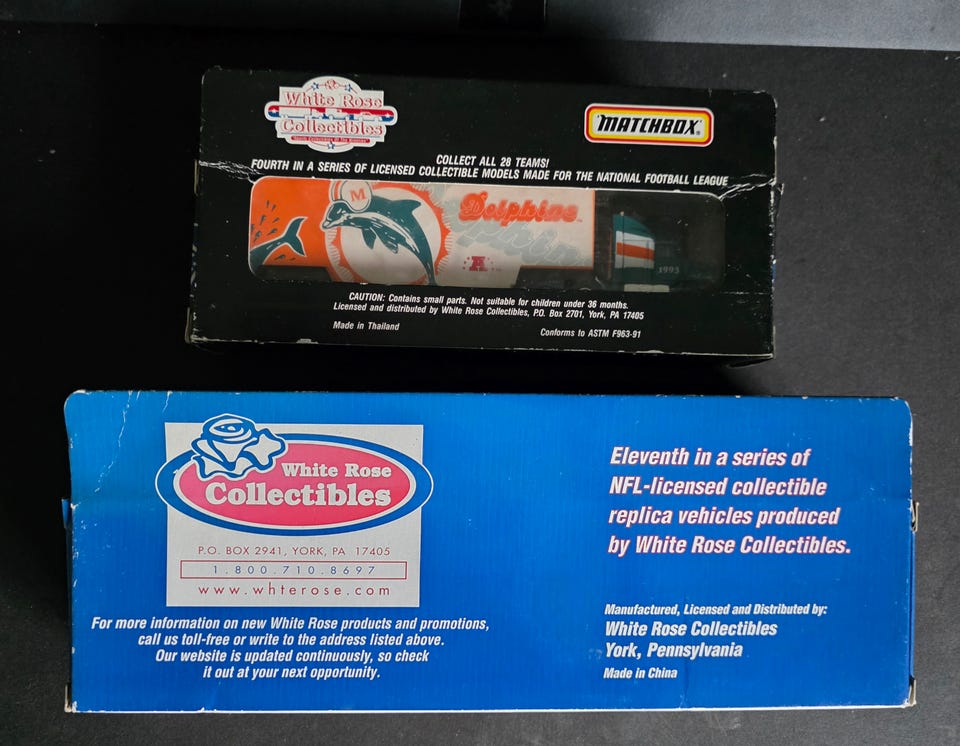 White Rose
Collectibles
MATCHBOX
COLLECT ALL 28 TEAMS!
FOURTH IN A SERIES OF LICENSED COLLECTIBLE MODELS MADE FOR THE NATIONAL FOOTBALL LEAGUE
M
Dolphins
A
1993
CAUTION: Contains small parts. Not suitable for children under 36 months.
Licensed and distributed by White Rose Collectibles, P.O. Box 2701, York, PA 17405
Made in Thailand
Conforms to ASTM F963-91
White Rose
Collectibles
P.O. BOX 2941, YORK, PA 17405
1.800.710.8697
www.whterose.com
For more information on new White Rose products and promotions,
call us toll-free or write to the address listed above.
Our website is updated continuously, so check
it out at your next opportunity.
Eleventh in a series of
NFL-licensed collectible
replica vehicles produced
by White Rose Collectibles.
Manufactured, Licensed and Distributed by:
White Rose Collectibles
York, Pennsylvania
Made in China